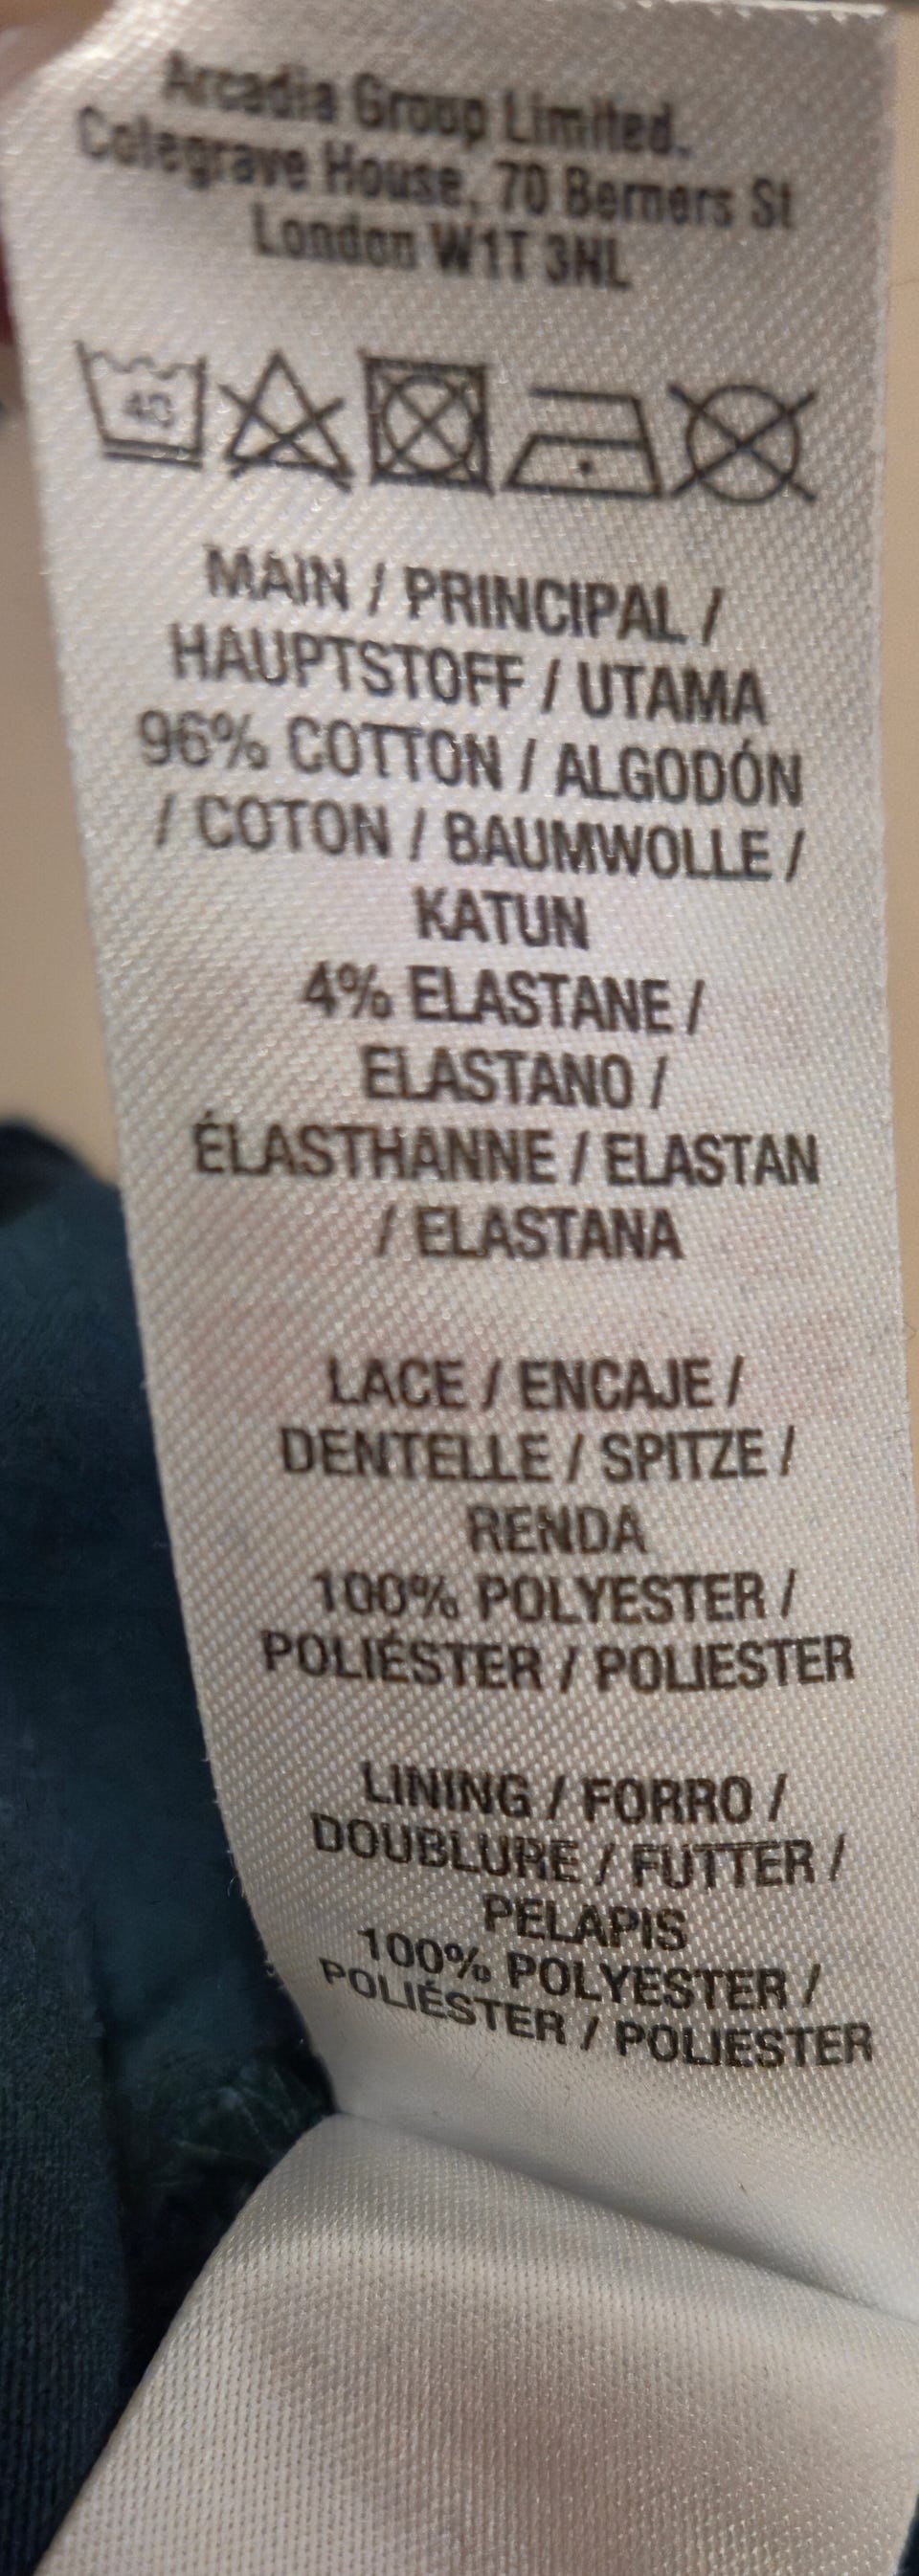 Arcadia Group Limited.
Colegrave House, 70 Berners St
London W1T 3NL
40
MAIN / PRINCIPAL /
HAUPTSTOFF / UTAMA
96% COTTON / ALGODÓN
/ COTON / BAUMWOLLE /
KATUN
4% ELASTANE /
ELASTANO /
ÉLASTHANNE / ELASTAN
/ ELASTANA
LACE / ENCAJE /
DENTELLE / SPITZE /
RENDA
100% POLYESTER /
POLIÉSTER / POLIESTER
LINING / FORRO /
DOUBLURE / FUTTER /
PELAPIS
100% POLYESTER /
POLIÉSTER / POLIESTER